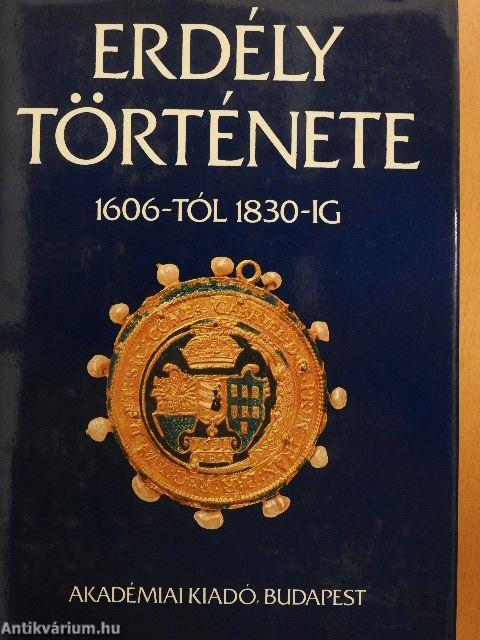 ERDÉLY
TÖRTÉNETE
1606-TÓL 1830-IG
AKADÉMIAI KIADÓ, BUDAPEST
Antikvárium.hu